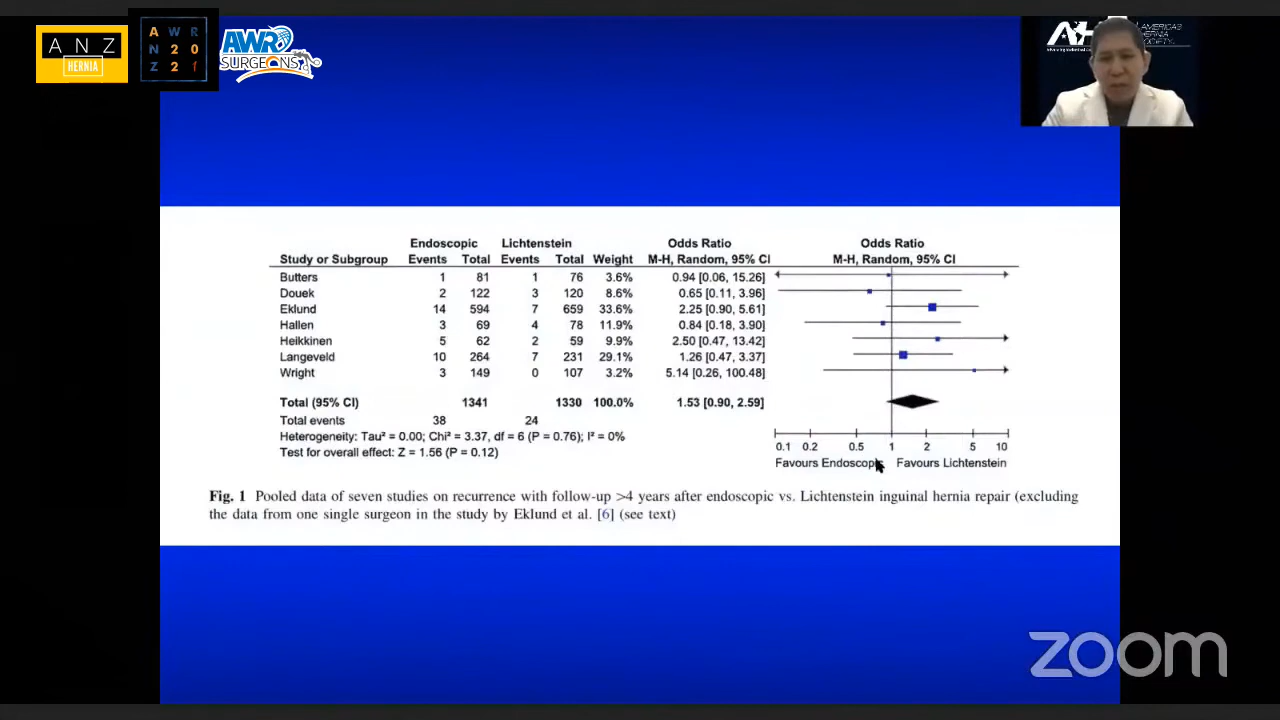 ANZ
HERNIA
A W R
N 2 0
Z 2 1
AWR
SURGEONS
AMERICAS
HERNIA
SOCIETY
Endoscopic Lichtenstein Odds Ratio Odds Ratio
Study or Subgroup Events Total Events Total Weight M-H, Random, 95% CI M-H, Random, 95% CI
Butters 1 81 1 76 3.6% 0.94 [0.06, 15.26]
Douek 2 122 3 120 8.6% 0.65 [0.11, 3.96]
Eklund 14 594 7 659 33.6% 2.25 [0.90, 5.61]
Hallen 3 69 4 78 11.9% 0.84 [0.18, 3.90]
Heikkinen 5 62 2 59 9.9% 2.50 [0.47, 13.42]
Langeveld 10 264 7 231 29.1% 1.26 [0.47, 3.37]
Wright 3 149 0 107 3.2% 5.14 [0.26, 100.48]
Total (95% CI) 1341 1330 100.0% 1.53 [0.90, 2.59]
Total events 38 24
Heterogeneity: Tau² = 0.00; Chi² = 3.37, df = 6 (P = 0.76); I² = 0%
Test for overall effect: Z = 1.56 (P = 0.12)
0.1 0.2 0.5 1 2 5 10
Favours Endoscopic Favours Lichtenstein
Fig. 1 Pooled data of seven studies on recurrence with follow-up >4 years after endoscopic vs. Lichtenstein inguinal hernia repair (excluding
the data from one single surgeon in the study by Eklund et al. [6] (see text)
zoom